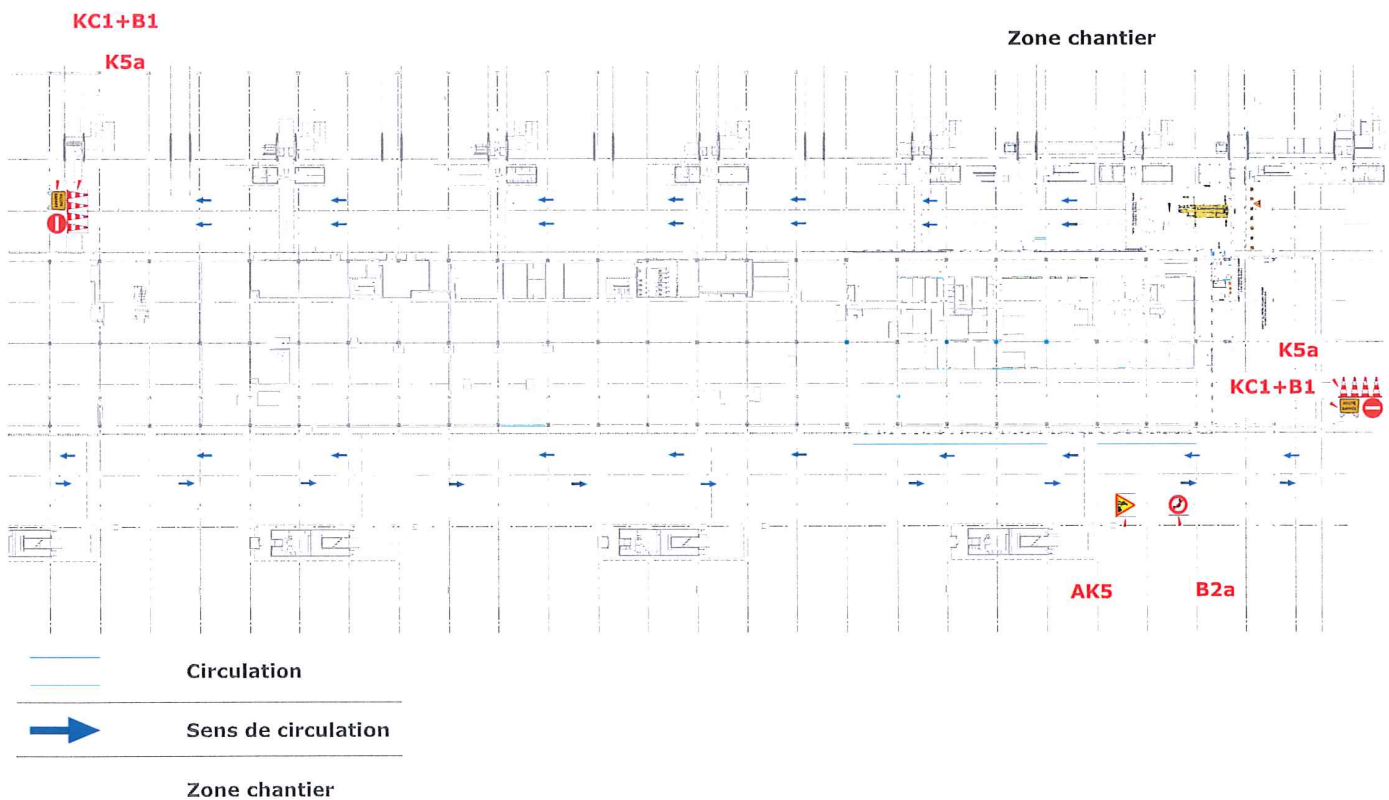 KC1+B1
Zone chantier
K5a
K5a
KC1+B1
AK5
B2a
Circulation
Sens de circulation
Zone chantier